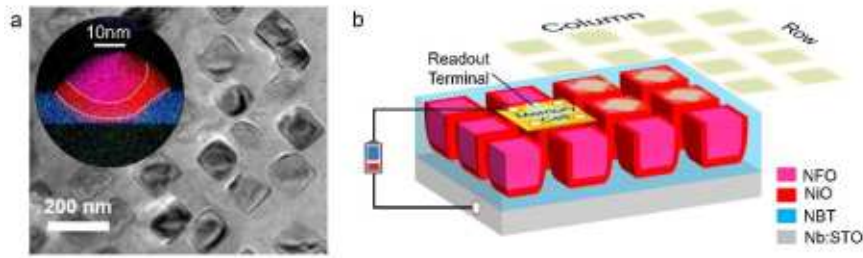 a
10nm
200 nm
b
Column
Row
Readout
Terminal
Memory
Cell
NFO
NiO
NBT
Nb:STO